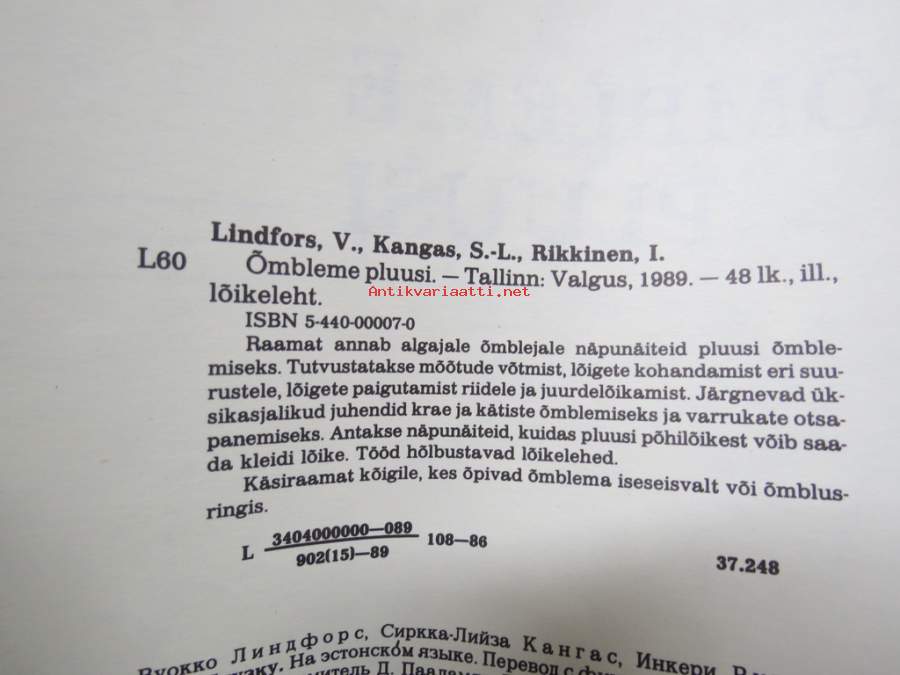 Lindfors, V., Kangas, S.-L., Rikkinen, I.
L60 Õmbleme pluusi. — Tallinn: Valgus, 1989. — 48 lk., ill.,
Antikvariaatti.net
lõikeleht.
ISBN 5-440-00007-0
Raamat annab algajale õmblejale näpunäiteid pluusi õmble-
miseks. Tutvustatakse mõõtude võtmist, lõigete kohandamist eri suu-
rustele, lõigete paigutamist riidele ja juurdelõikamist. Järgnevad ük-
sikasjalikud juhendid krae ja kätiste õmblemiseks ja varrukate otsa-
panemiseks. Antakse näpunäiteid, kuidas pluusi põhilõikest võib saa-
da kleidi lõike. Tööd hõlbustavad lõikelehed.
Käsiraamat kõigile, kes õpivad õmblema iseseisvalt või õmblus-
ringis.
L 3404000000—089 108—86
902(15)—89
37.248
Вуокко Линдфорс, Сиркка-Лийза Кангас, Инкери
На эстонском языке. Перевод с